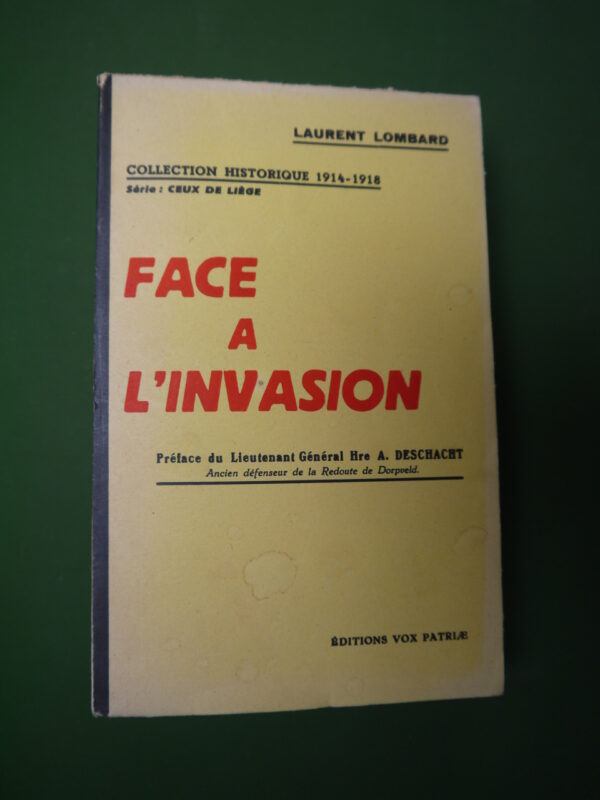 LAURENT LOMBARD
COLLECTION HISTORIQUE 1914-1918
Série : CEUX DE LIÈGE
FACE
A
L'INVASION
Préface du Lieutenant Général Hre A. DESCHACHT
Ancien défenseur de la Redoute de Dorpveld.
ÉDITIONS VOX PATRIÆ